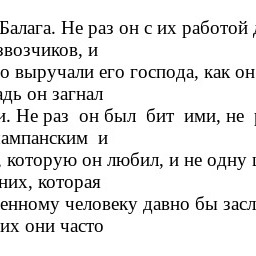 Балага. Не раз он с их работой
звозчиков, и
о выручали его господа, как он
адь он загнал
и. Не раз он был бит ими, не
ампанским и
, которую он любил, и не одну
них, которая
енному человеку давно бы засл
их они часто